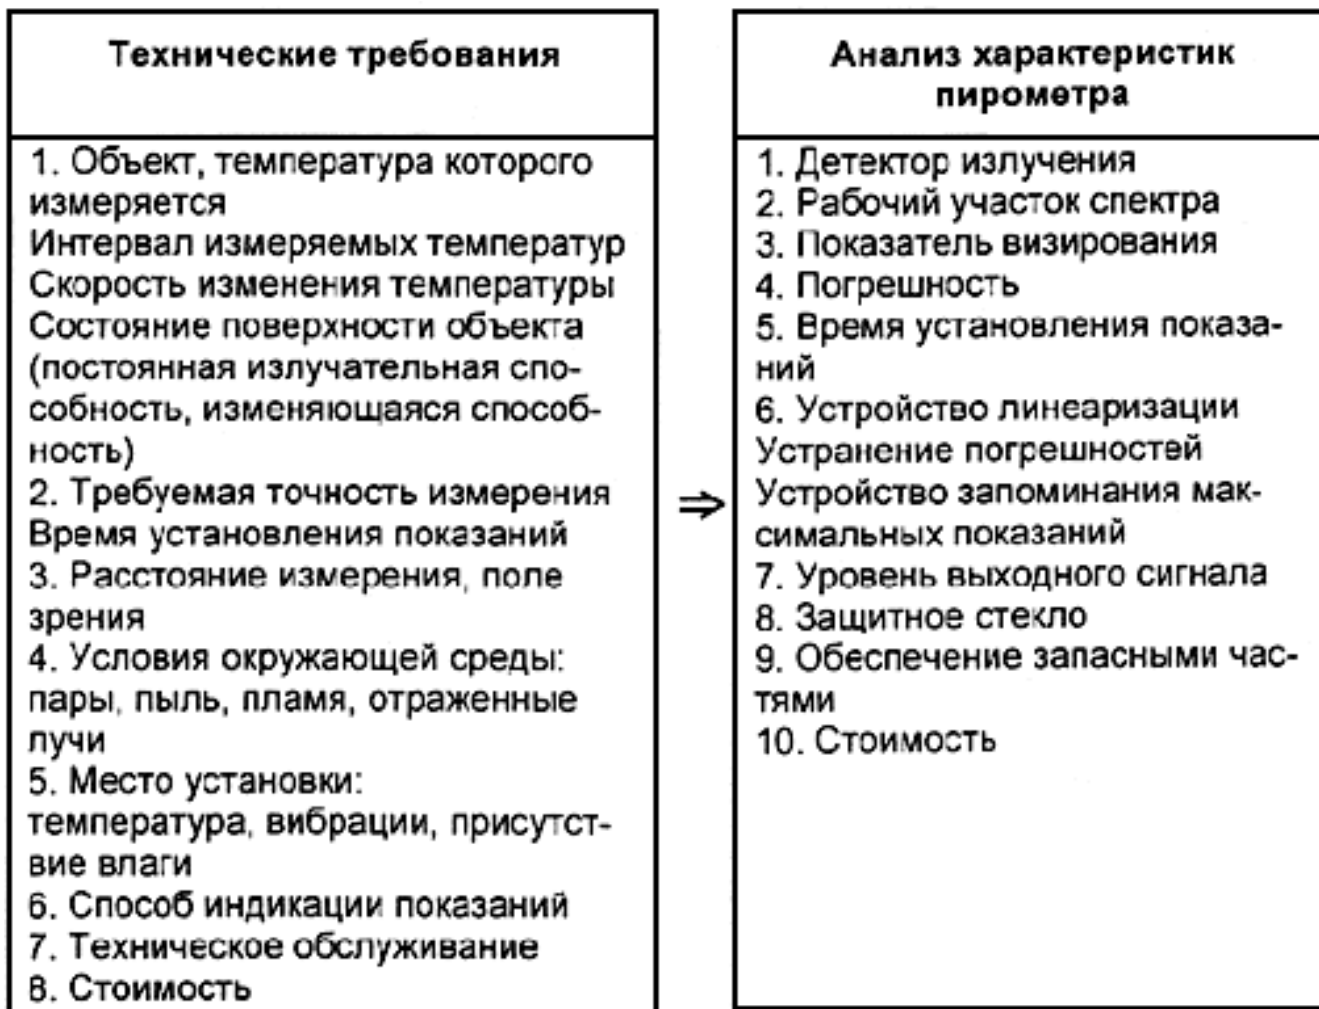 Технические требования
1. Объект, температура которсго
измеряется
Интервал измеряемых температур
Скорость изменения температуры
Состояние поверхности объекта
(постоянная излучательная спо-
собность, изменяющаяся способ-
ность)
2. Требуемая точность измерения
Время установления показаний
3. Расстояние измерения, поле
зрения
4. Условия окружающей среды:
пары, пыль, пламя, отраженные
лучи
5. Место установки:
температура, вибрации, присутст-
вие влаги
6. Способ индикации показаний
7. Техническое обслуживание
8. Стоимость
⇒
Анализ характеристик
пирометра
1. Детектор излучения
2. Рабочий участок спектра
3. Показатель визирования
4. Погрешность
5. Время установления показа-
ний
6. Устройство линеаризации
Устранение погрешностей
Устройство запоминания мак-
симальных показаний
7. Уровень выходного сигнала
8. Защитное стекло
9. Обеспечение запасными час-
тями
10. Стоимость